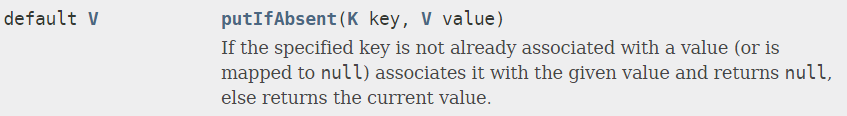 default V putIfAbsent(K key, V value)
If the specified key is not already associated with a value (or is
mapped to null) associates it with the given value and returns null,
else returns the current value.